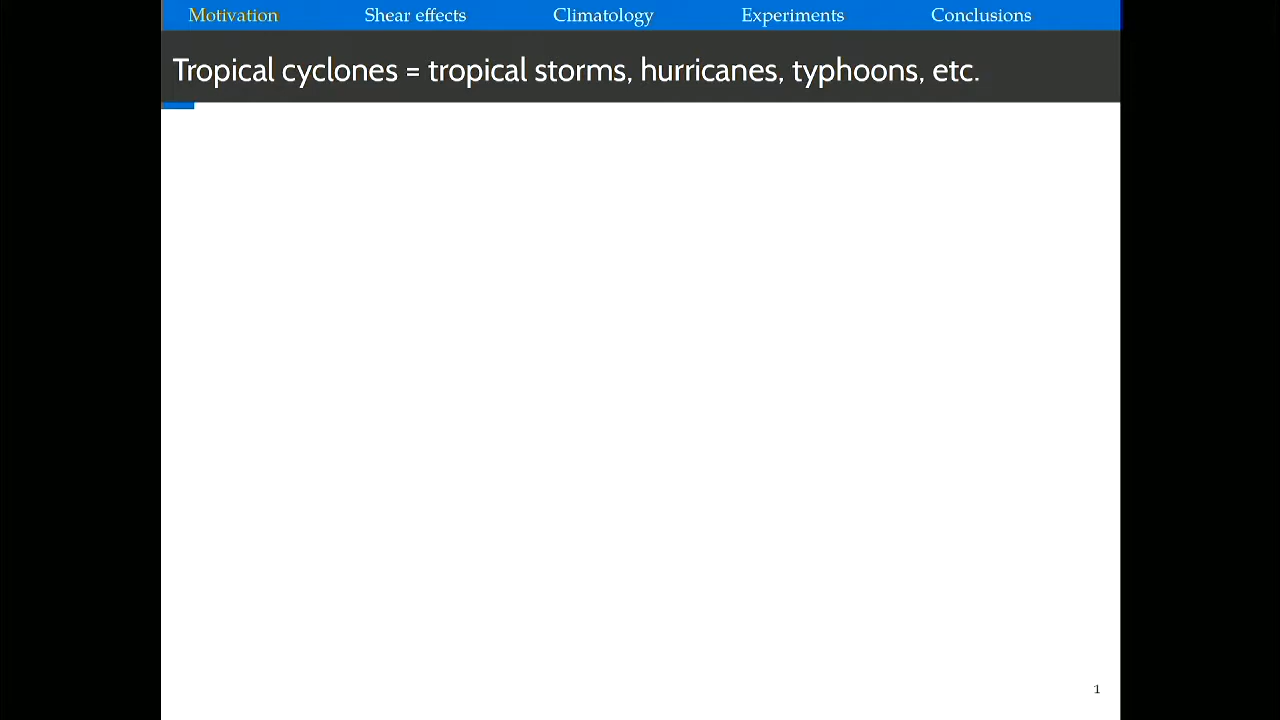 Motivation Shear effects Climatology Experiments Conclusions
Tropical cyclones = tropical storms, hurricanes, typhoons, etc.
1